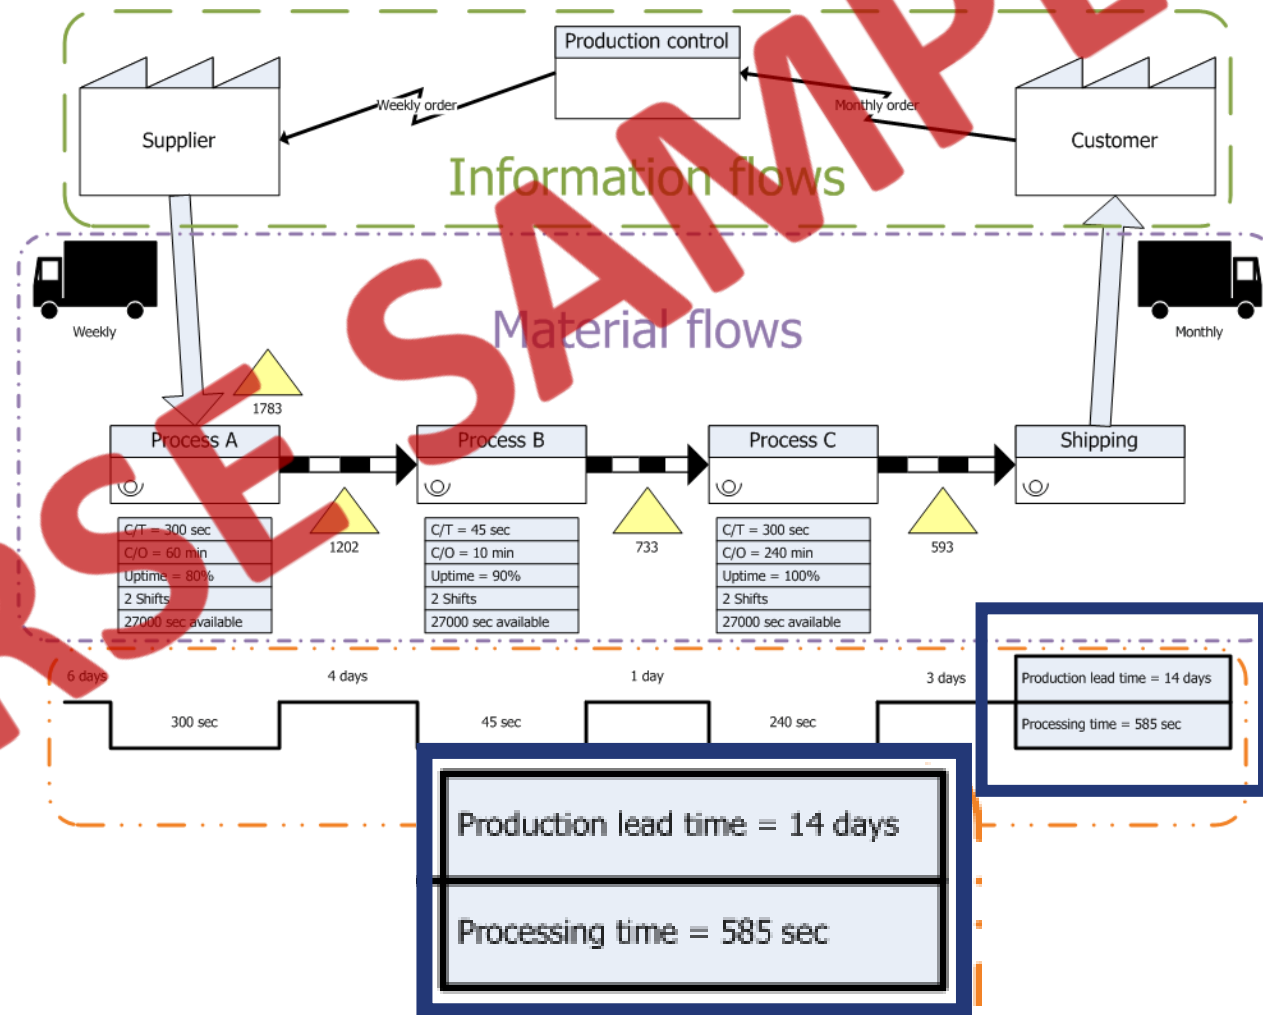 Production control
Weekly order
Monthly order
Supplier
Customer
Information flows
Weekly
Material flows
Monthly
1783
Process A
Process B
Process C
Shipping
C/T = 300 sec
C/O = 60 min
Uptime = 80%
2 Shifts
27000 sec available
1202
C/T = 45 sec
C/O = 10 min
Uptime = 90%
2 Shifts
27000 sec available
733
C/T = 300 sec
C/O = 240 min
Uptime = 100%
2 Shifts
27000 sec available
593
6 days
4 days
1 day
3 days
300 sec
45 sec
240 sec
Production lead time = 14 days
Processing time = 585 sec
Production lead time = 14 days
Processing time = 585 sec
RSE SAMPL